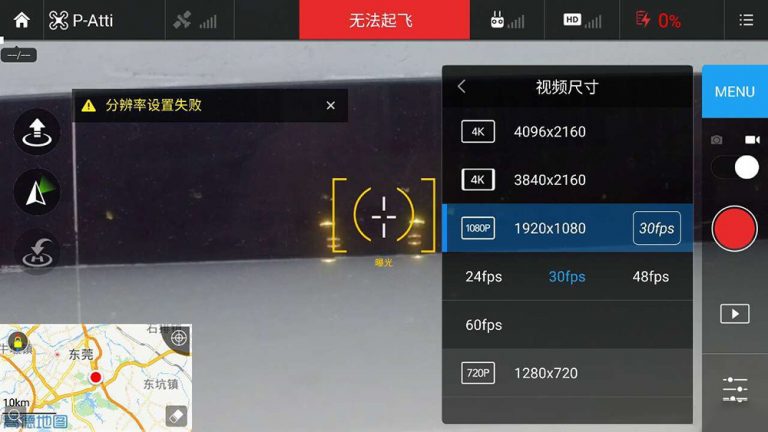 P-Atti
无法起飞
HD
0%
--/--
分辨率设置失败
曝光
视频尺寸
4K
4096x2160
4K
3840x2160
1080P
1920x1080
30fps
24fps
30fps
48fps
60fps
720P
1280x720
MENU
东莞
东坑镇
10km
高德地图
H